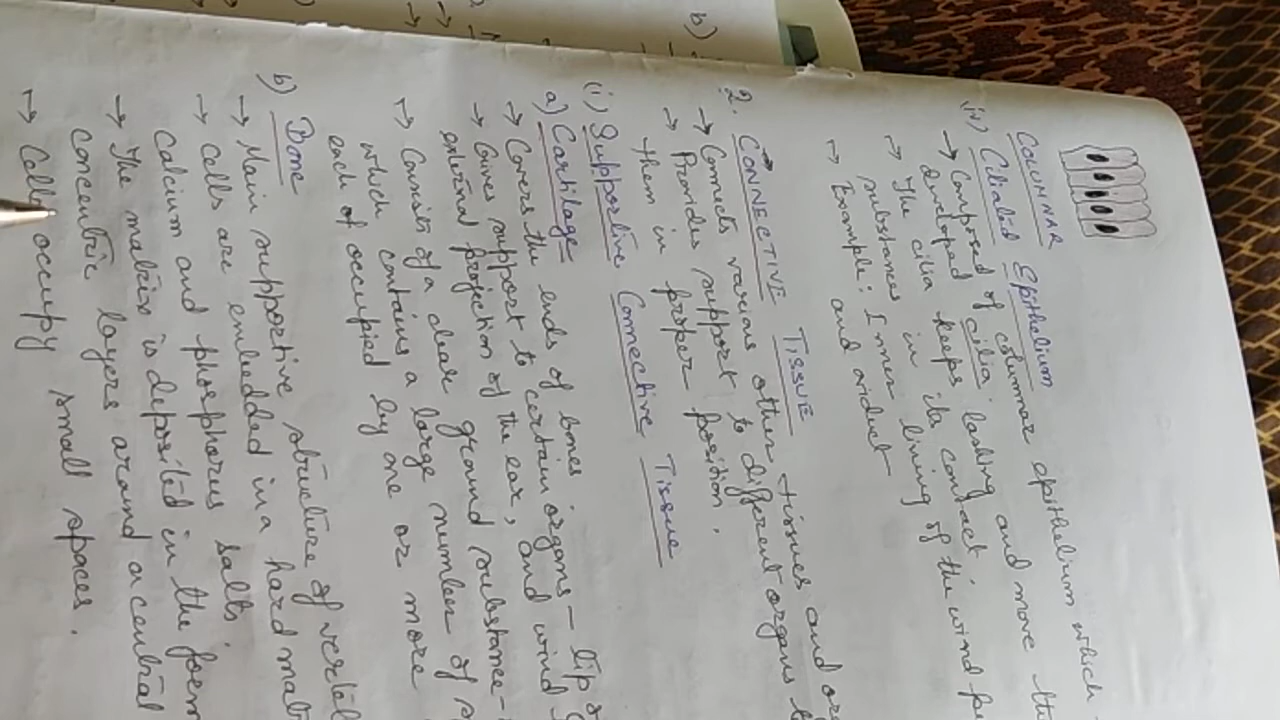 COLUMNAR
iv) Ciliated Epithelium
→ Composed of columnar epithelium which
developed cilia
→ The cilia keeps its lashing and move the
substances in contact.
→ Example: Inner lining of the wind
and oviduct
2. CONNECTIVE TISSUE
→ Connects various other tissues and
→ Provides support to different organs
them in proper position.
(i) Supportive Connective Tissue
a) Cartilage
→ Covers the ends of bones – tip
→ Gives support to certain organs and wind
external projection of the ear,
→ Consists of a clear ground substance
which contains a large number of
each of occupied by one or more
b) Bone
→ Main supportive structure of
→ Cells are embedded in a hard
calcium and phosphorus salts.
→ The matrix is deposited in the form
concentric layers around a central
→ occupy small spaces.
b)